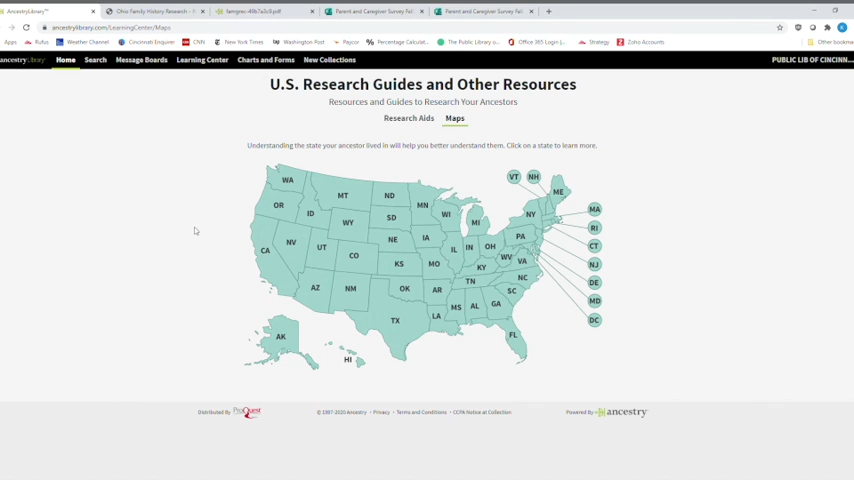 AncestryLibrary™
Ohio Family History Research -
famgrec-49b7a3c9.pdf
Parent and Caregiver Survey Fal
Parent and Caregiver Survey Fal
ancestrylibrary.com/LearningCenter/Maps
Apps
Rufus
Weather Channel
Cincinnati Enquirer
CNN
New York Times
Washington Post
Paycor
Percentage Calculat...
The Public Library o...
Office 365 Login |...
Strategy
Zoho Accounts
Other bookma
ancestrylibrary
Home
Search
Message Boards
Learning Center
Charts and Forms
New Collections
PUBLIC LIB OF CINCINN...
U.S. Research Guides and Other Resources
Resources and Guides to Research Your Ancestors
Research Aids
Maps
Understanding the state your ancestor lived in will help you better understand them. Click on a state to learn more.
WA
OR
CA
ID
NV
MT
WY
UT
AZ
CO
NM
ND
SD
NE
KS
OK
TX
MN
IA
MO
AR
LA
WI
IL
MS
MI
IN
KY
TN
AL
OH
WV
GA
FL
SC
NC
VA
PA
NY
VT
NH
ME
MA
RI
CT
NJ
DE
MD
DC
AK
HI
Distributed By ProQuest
© 1997-2020 Ancestry
Privacy
Terms and Conditions
CCPA Notice at Collection
Powered By ancestry